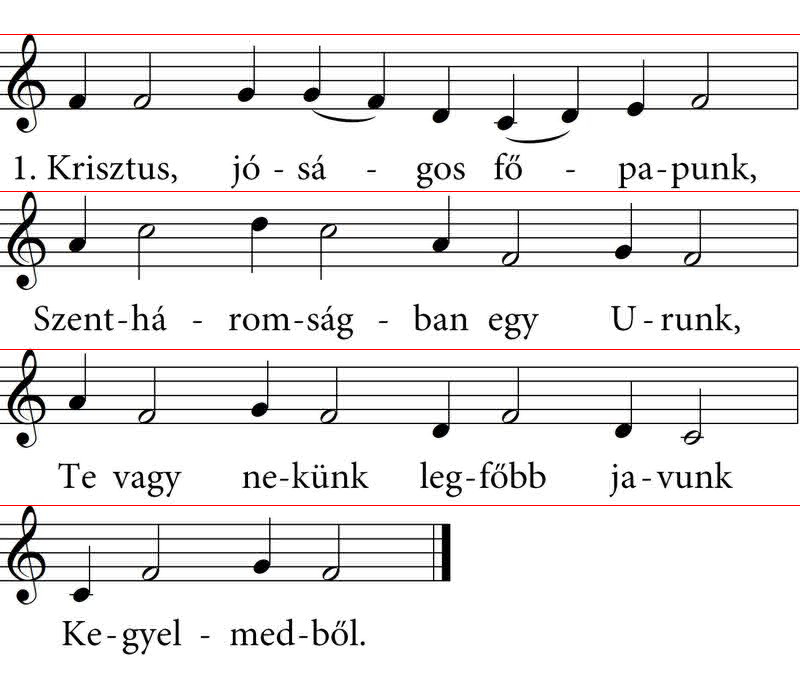 1. Krisztus, jó - sá - gos fő - pa-punk,
Szent-há - rom-ság - ban egy U - runk,
Te vagy ne-künk leg-főbb ja-vunk
Ke-gyel - med-ből.